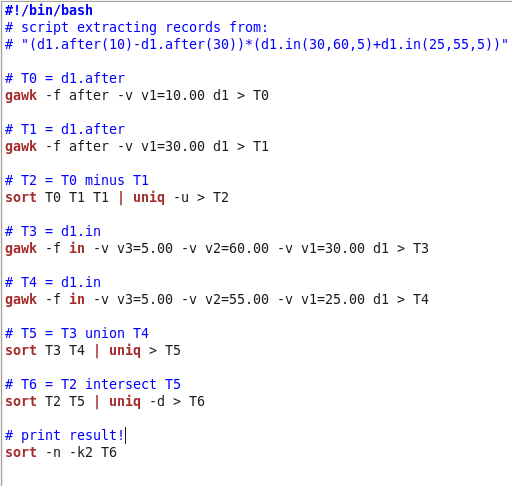 #!/bin/bash
# script extracting records from:
# "(d1.after(10)-d1.after(30))*(d1.in(30,60,5)+d1.in(25,55,5))"
# T0 = d1.after
gawk -f after -v v1=10.00 d1 > T0
# T1 = d1.after
gawk -f after -v v1=30.00 d1 > T1
# T2 = T0 minus T1
sort T0 T1 T1 | uniq -u > T2
# T3 = d1.in
gawk -f in -v v3=5.00 -v v2=60.00 -v v1=30.00 d1 > T3
# T4 = d1.in
gawk -f in -v v3=5.00 -v v2=55.00 -v v1=25.00 d1 > T4
# T5 = T3 union T4
sort T3 T4 | uniq > T5
# T6 = T2 intersect T5
sort T2 T5 | uniq -d > T6
# print result!
sort -n -k2 T6